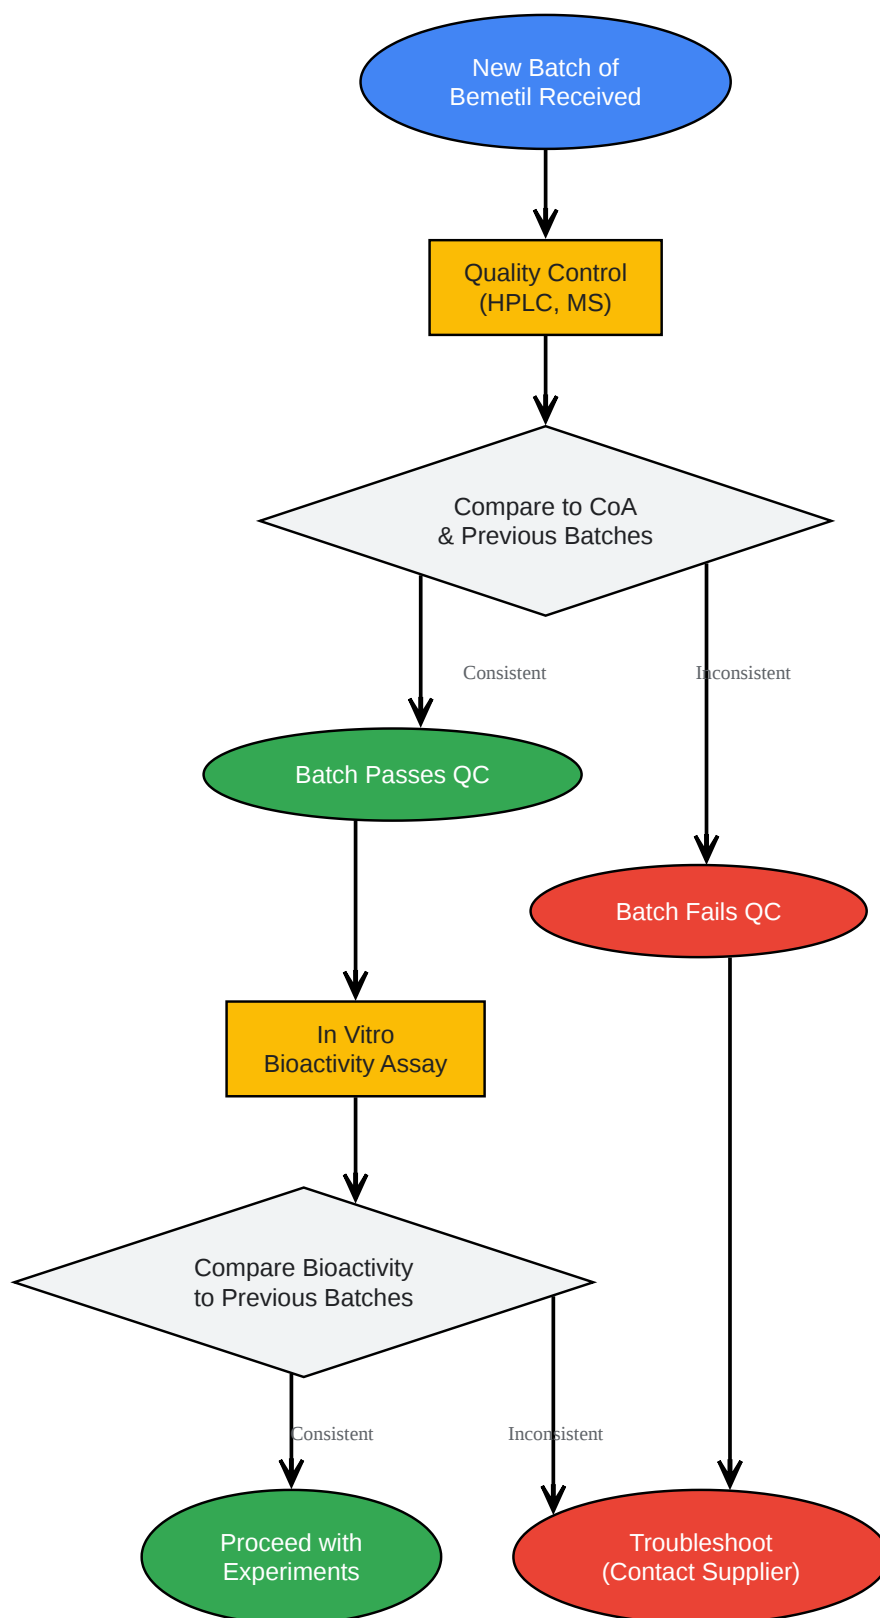 New Batch of
Bemetil Received
Quality Control
(HPLC, MS)
Compare to CoA
& Previous Batches
Consistent
Inconsistent
Batch Passes QC
Batch Fails QC
In Vitro
Bioactivity Assay
Compare Bioactivity
to Previous Batches
Consistent
Inconsistent
Proceed with
Experiments
Troubleshoot
(Contact Supplier)